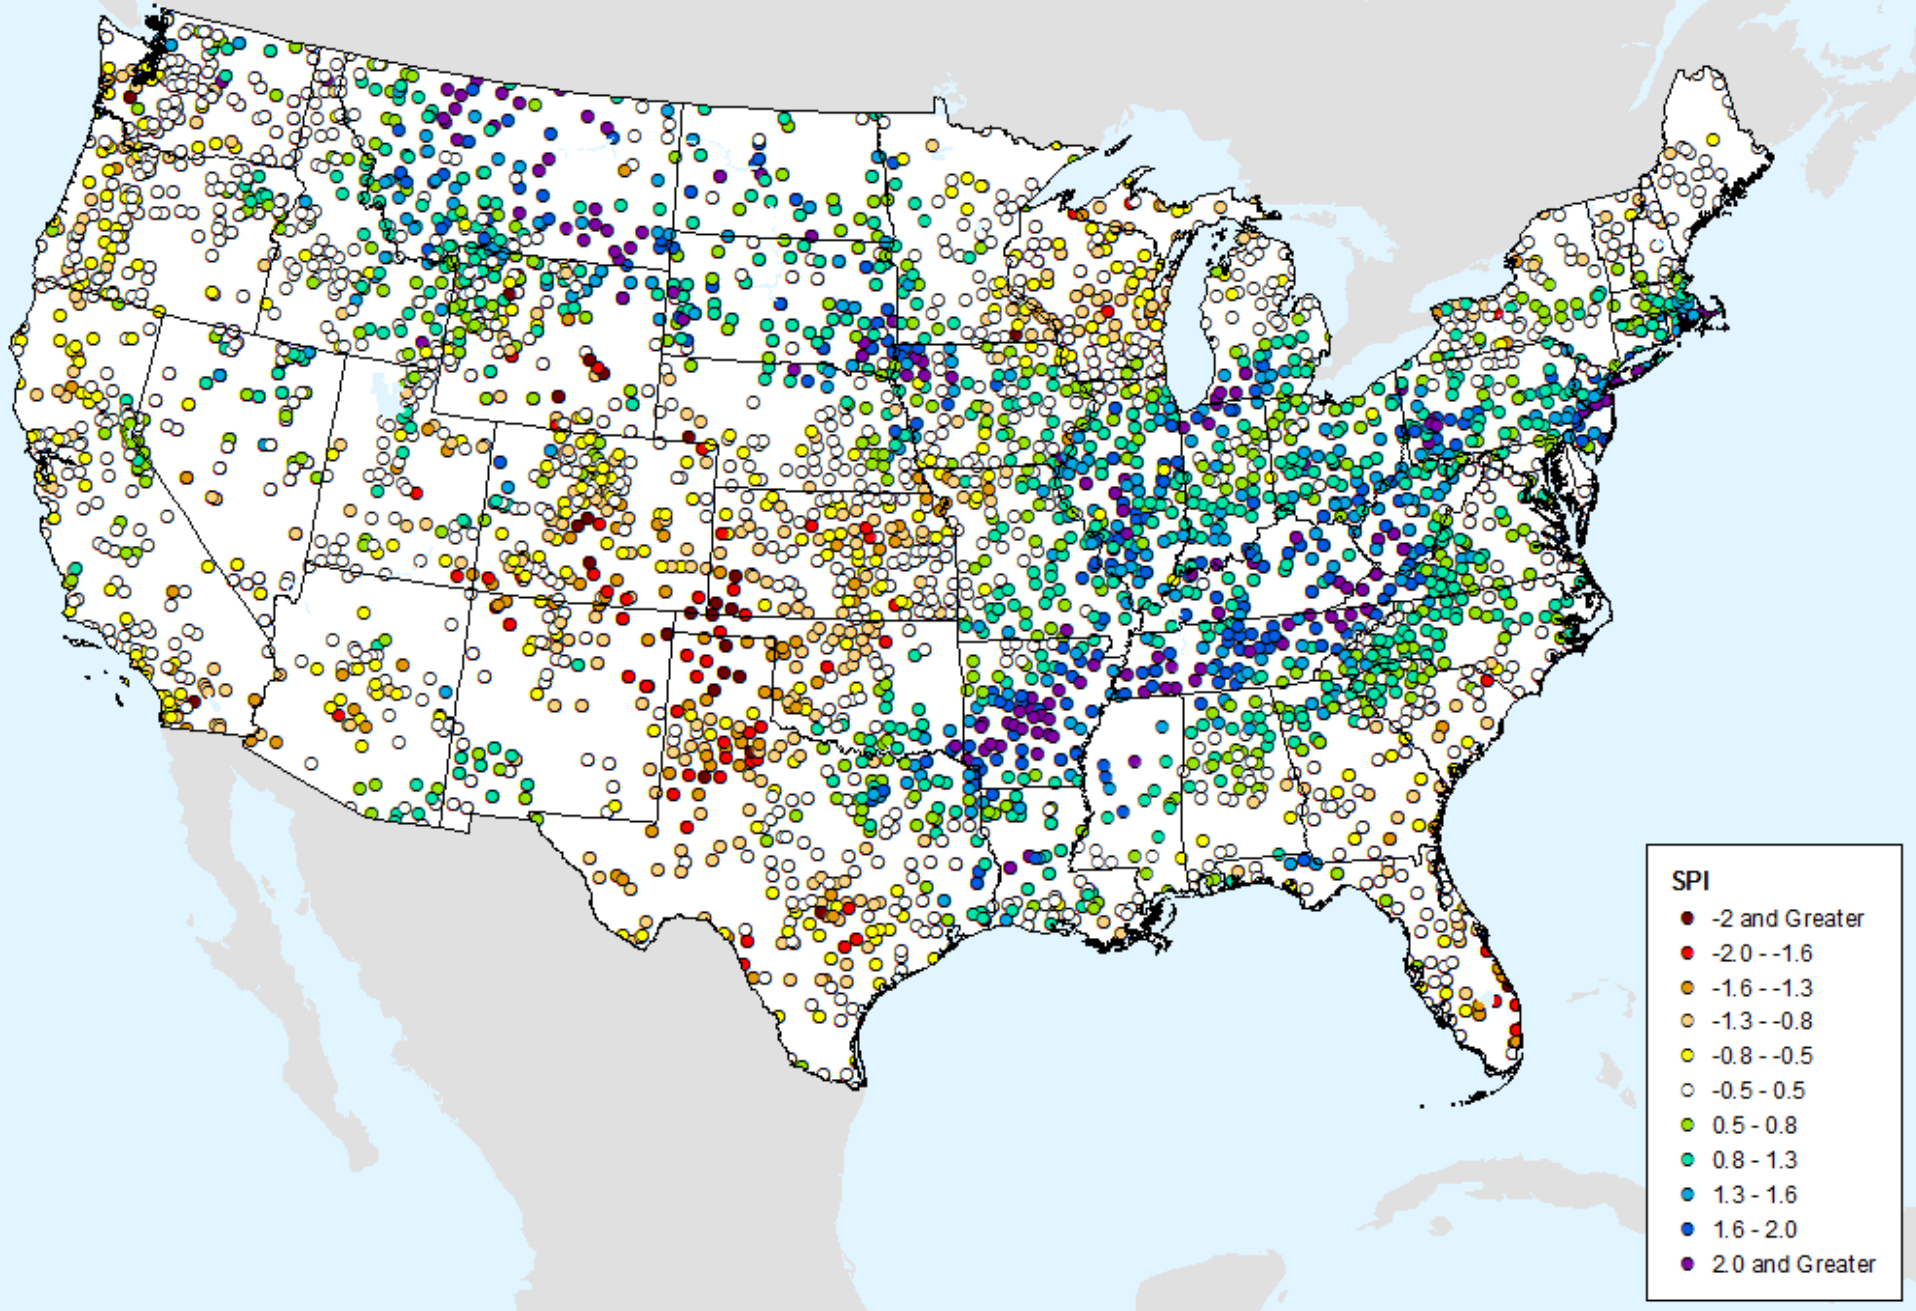 SPI
-2 and Greater
-2.0 - -1.6
-1.6 - -1.3
-1.3 - -0.8
-0.8 - -0.5
-0.5 - 0.5
0.5 - 0.8
0.8 - 1.3
1.3 - 1.6
1.6 - 2.0
2.0 and Greater